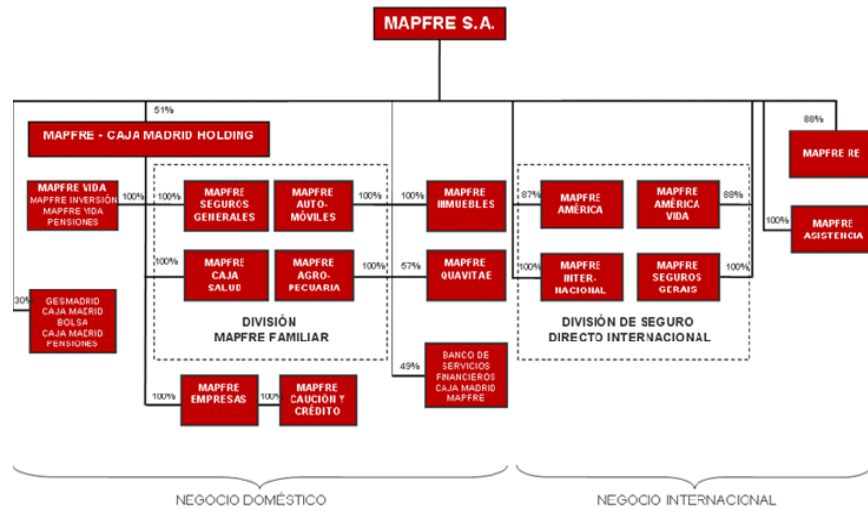 MAPFRE S.A.
51%
MAPFRE - CAJA MADRID HOLDING
88%
MAPFRE RE
MAPFRE VIDA
MAPFRE INVERSIÓN
MAPFRE VIDA
PENSIONES
100%
100%
MAPFRE
SEGUROS
GENERALES
MAPFRE
AUTO-
MÓVILES
100%
100%
MAPFRE
INMUEBLES
87%
MAPFRE
AMÉRICA
MAPFRE
AMÉRICA
VIDA
88%
100%
MAPFRE
ASISTENCIA
100%
MAPFRE
CAJA
SALUD
MAPFRE
AGRO-
PECUARIA
100%
57%
MAPFRE
QUAVITAE
100%
MAPFRE
INTER-
NACIONAL
MAPFRE
SEGUROS
GERAIS
100%
30%
GESMADRID
CAJA MADRID
BOLSA
CAJA MADRID
PENSIONES
DIVISIÓN
MAPFRE FAMILIAR
DIVISIÓN DE SEGURO
DIRECTO INTERNACIONAL
49%
BANCO DE
SERVICIOS
FINANCIEROS
CAJA MADRID
MAPFRE
100%
MAPFRE
EMPRESAS
100%
MAPFRE
CAUCIÓN Y
CRÉDITO
NEGOCIO DOMÉSTICO
NEGOCIO INTERNACIONAL